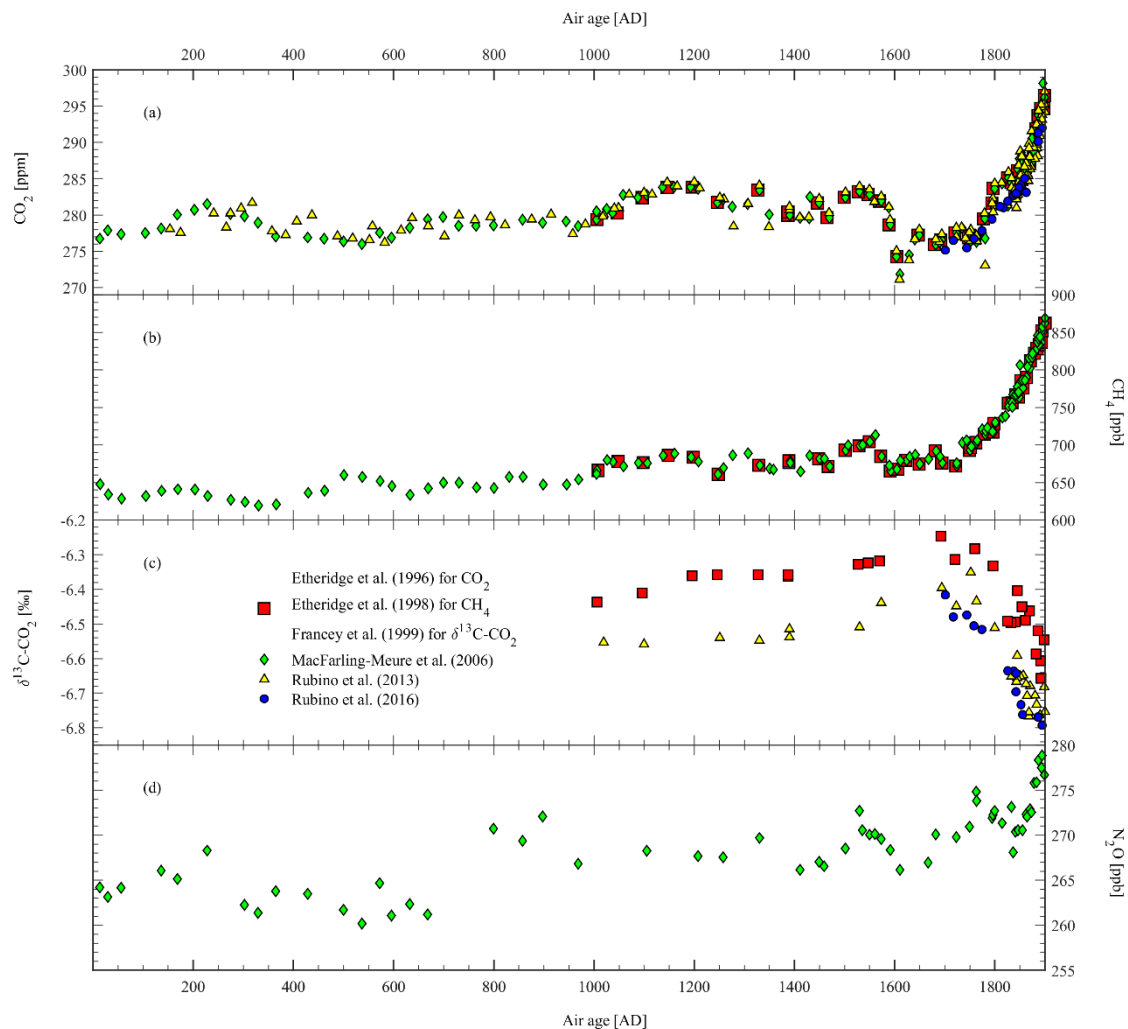 Air age [AD]
200 400 600 800 1000 1200 1400 1600 1800
300
295
290
285
280
275
270
CO2 [ppm]
(a)
900
850
800
750
700
650
600
CH4 [ppb]
(b)
-6.2
-6.3
-6.4
-6.5
-6.6
-6.7
-6.8
δ13C-CO2 [‰]
(c)
Etheridge et al. (1996) for CO2
Etheridge et al. (1998) for CH4
Francey et al. (1999) for δ13C-CO2
MacFarling-Meure et al. (2006)
Rubino et al. (2013)
Rubino et al. (2016)
280
275
270
265
260
255
N2O [ppb]
(d)
200 400 600 800 1000 1200 1400 1600 1800
Air age [AD]